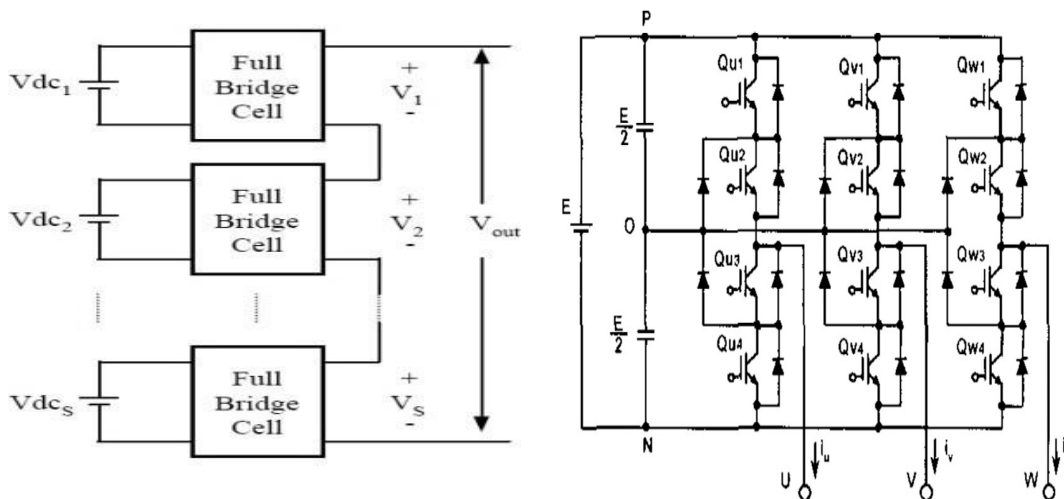 Vdc1
Full
Bridge
Cell
+
V1
-
Vdc2
Full
Bridge
Cell
+
V2
-
Vout
VdcS
Full
Bridge
Cell
+
VS
-
P
Qu1
Qv1
Qw1
E/2
Qu2
Qv2
Qw2
E
O
Qu3
Qv3
Qw3
E/2
Qu4
Qv4
Qw4
N
iu
iv
i
U
V
W